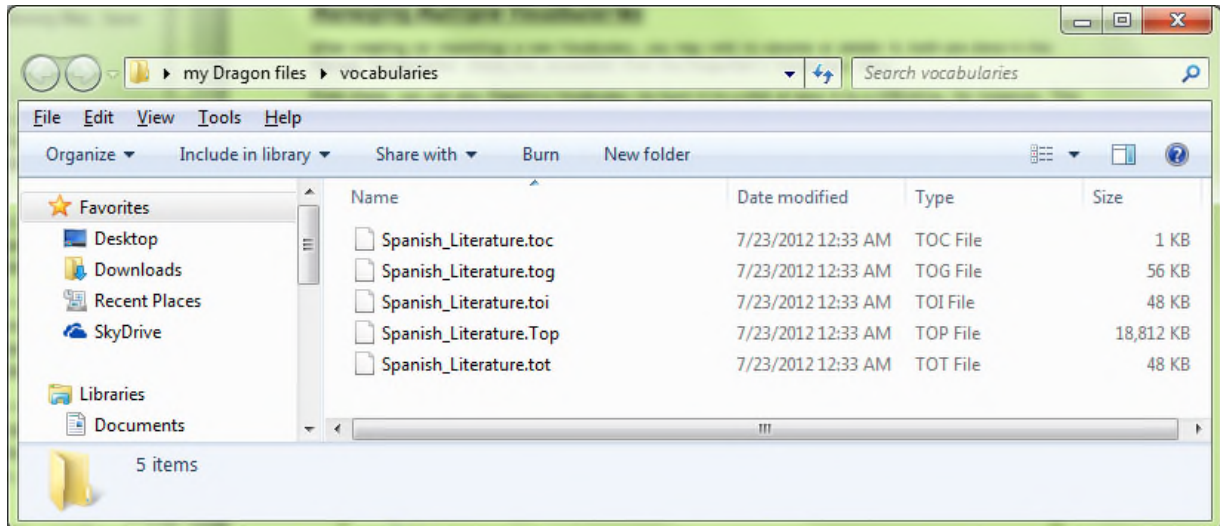 my Dragon files vocabularies Search vocabularies
File Edit View Tools Help
Organize Include in library Share with Burn New folder
Name Date modified Type Size
Favorites
Desktop
Downloads
Recent Places
SkyDrive
Libraries
Documents
Spanish_Literature.toc 7/23/2012 12:33 AM TOC File 1 KB
Spanish_Literature.tog 7/23/2012 12:33 AM TOG File 56 KB
Spanish_Literature.toi 7/23/2012 12:33 AM TOI File 48 KB
Spanish_Literature.Top 7/23/2012 12:33 AM TOP File 18,812 KB
Spanish_Literature.tot 7/23/2012 12:33 AM TOT File 48 KB
5 items